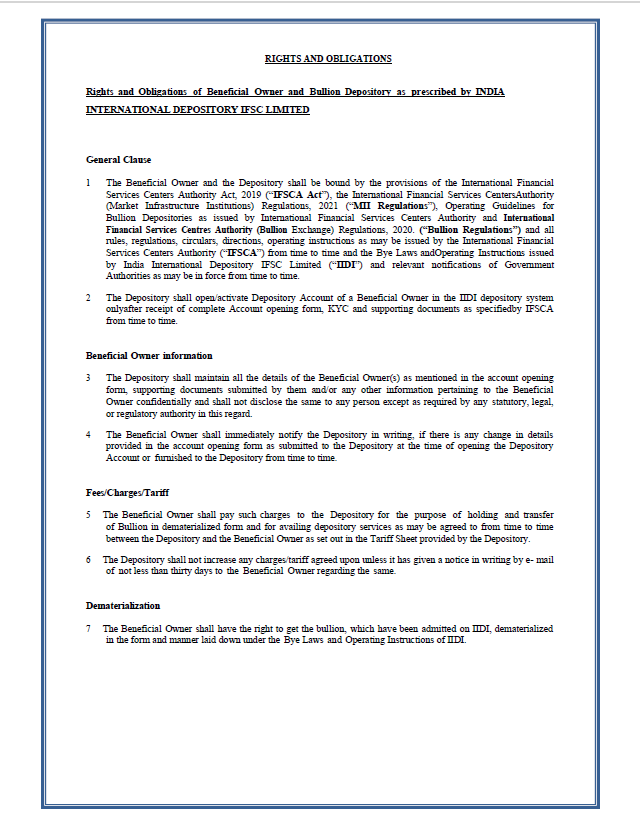 RIGHTS AND OBLIGATIONS
Rights and Obligations of Beneficial Owner and Bullion Depository as prescribed by INDIA
INTERNATIONAL DEPOSITORY IFSC LIMITED
General Clause
1 The Beneficial Owner and the Depository shall be bound by the provisions of the International Financial
Services Centers Authority Act, 2019 (“IFSCA Act”), the International Financial Services CentersAuthority
(Market Infrastructure Institutions) Regulations, 2021 (“MII Regulations”), Operating Guidelines for
Bullion Depositories as issued by International Financial Services Centers Authority and International
Financial Services Centres Authority (Bullion Exchange) Regulations, 2020. (“Bullion Regulations”) and all
rules, regulations, circulars, directions, operating instructions as may be issued by the International Financial
Services Centers Authority (“IFSCA”) from time to time and the Bye Laws andOperating Instructions issued
by India International Depository IFSC Limited (“IIDI”) and relevant notifications of Government
Authorities as may be in force from time to time.
2 The Depository shall open/activate Depository Account of a Beneficial Owner in the IIDI depository system
onlyafter receipt of complete Account opening form, KYC and supporting documents as specifiedby IFSCA
from time to time.
Beneficial Owner information
3 The Depository shall maintain all the details of the Beneficial Owner(s) as mentioned in the account opening
form, supporting documents submitted by them and/or any other information pertaining to the Beneficial
Owner confidentially and shall not disclose the same to any person except as required by any statutory, legal,
or regulatory authority in this regard.
4 The Beneficial Owner shall immediately notify the Depository in writing, if there is any change in details
provided in the account opening form as submitted to the Depository at the time of opening the Depository
Account or furnished to the Depository from time to time.
Fees/Charges/Tariff
5 The Beneficial Owner shall pay such charges to the Depository for the purpose of holding and transfer
of Bullion in dematerialized form and for availing depository services as may be agreed to from time to time
between the Depository and the Beneficial Owner as set out in the Tariff Sheet provided by the Depository.
6 The Depository shall not increase any charges/tariff agreed upon unless it has given a notice in writing by e- mail
of not less than thirty days to the Beneficial Owner regarding the same.
Dematerialization
7 The Beneficial Owner shall have the right to get the bullion, which have been admitted on IIDI, dematerialized
in the form and manner laid down under the Bye Laws and Operating Instructions of IIDI.